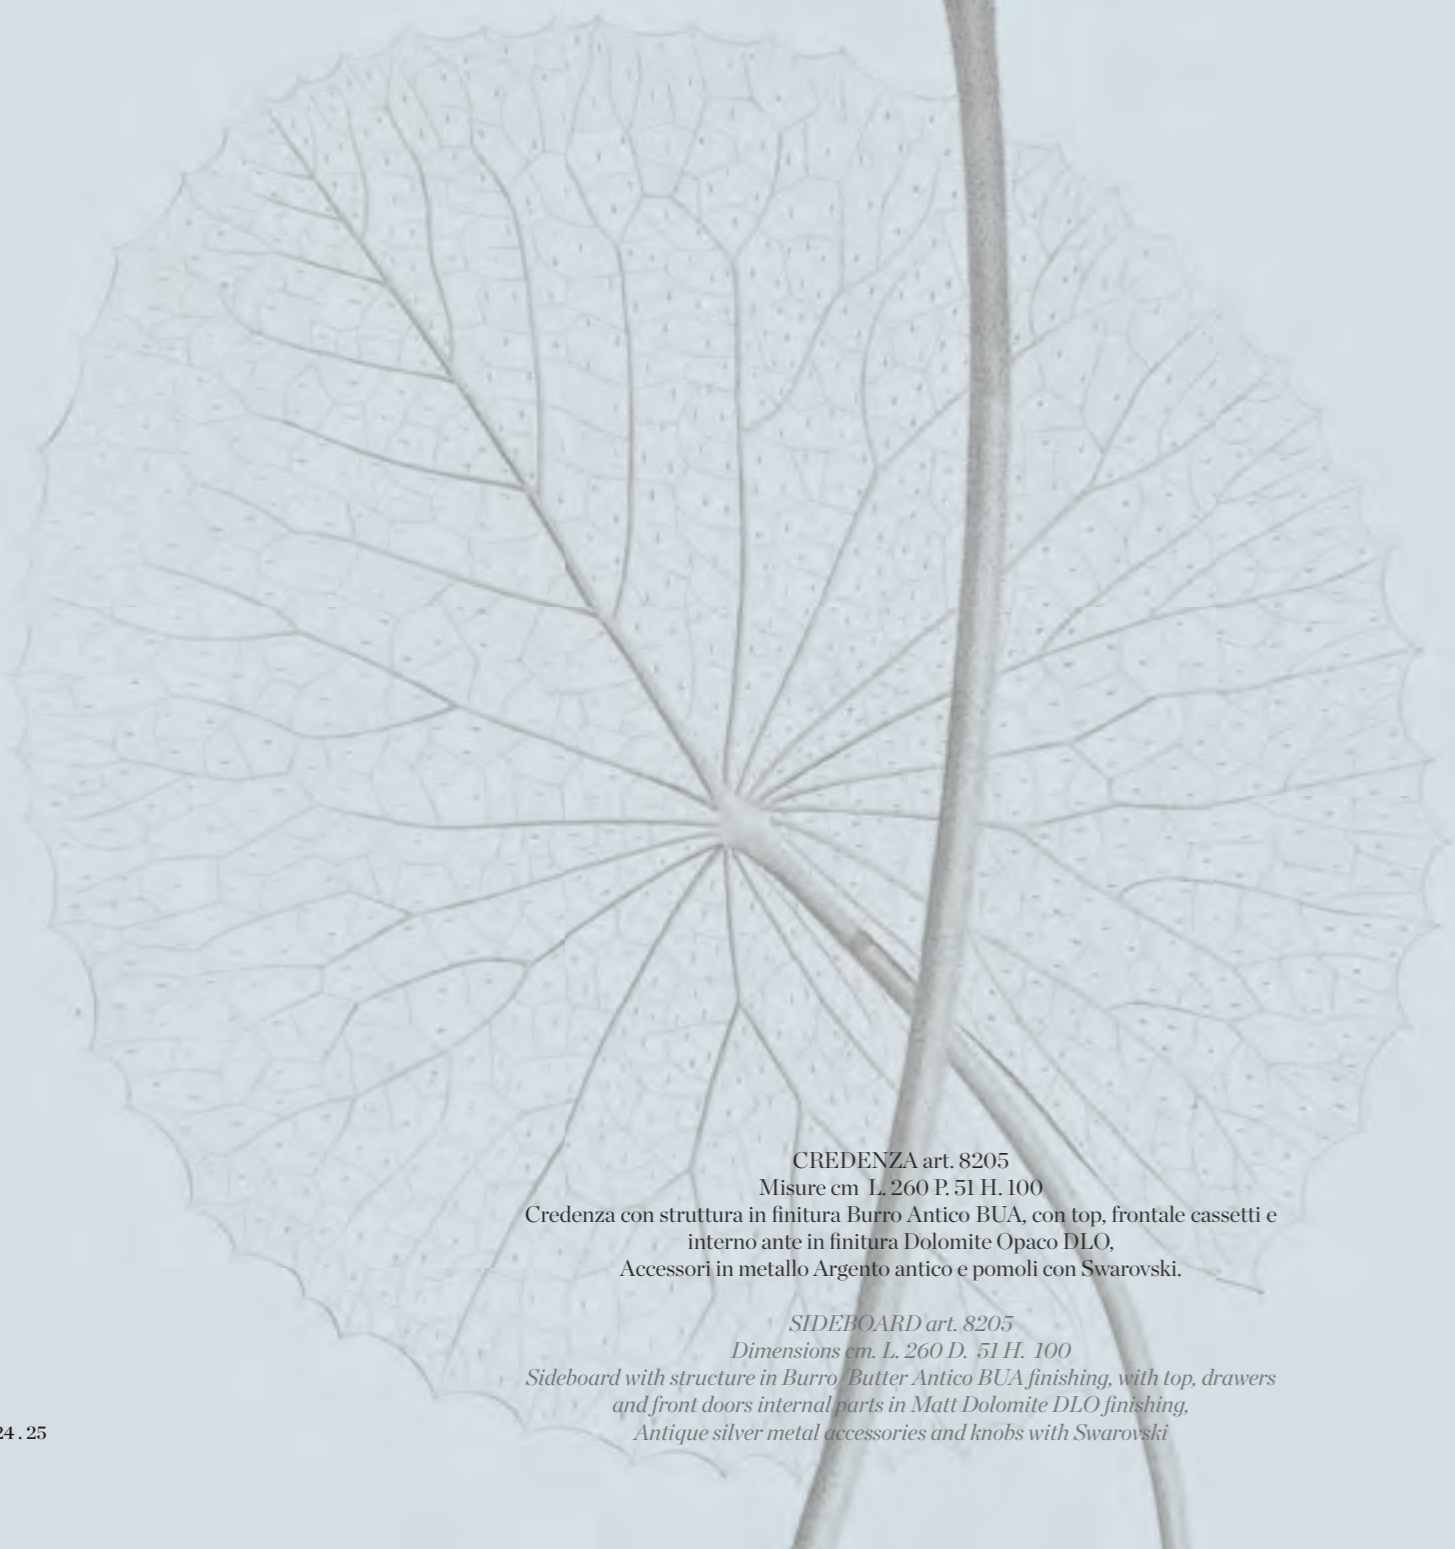 CREDENZA art. 8205
Misure cm L. 260 P. 51 H. 100
Credenza con struttura in finitura Burro Antico BUA, con top, frontale cassetti e
interno ante in finitura Dolomite Opaco DLO,
Accessori in metallo Argento antico e pomoli con Swarovski.
SIDEBOARD art. 8205
Dimensions cm. L. 260 D. 51 H. 100
Sideboard with structure in Burro/Butter Antico BUA finishing, with top, drawers
and front doors internal parts in Matt Dolomite DLO finishing,
Antique silver metal accessories and knobs with Swarovski
24 . 25